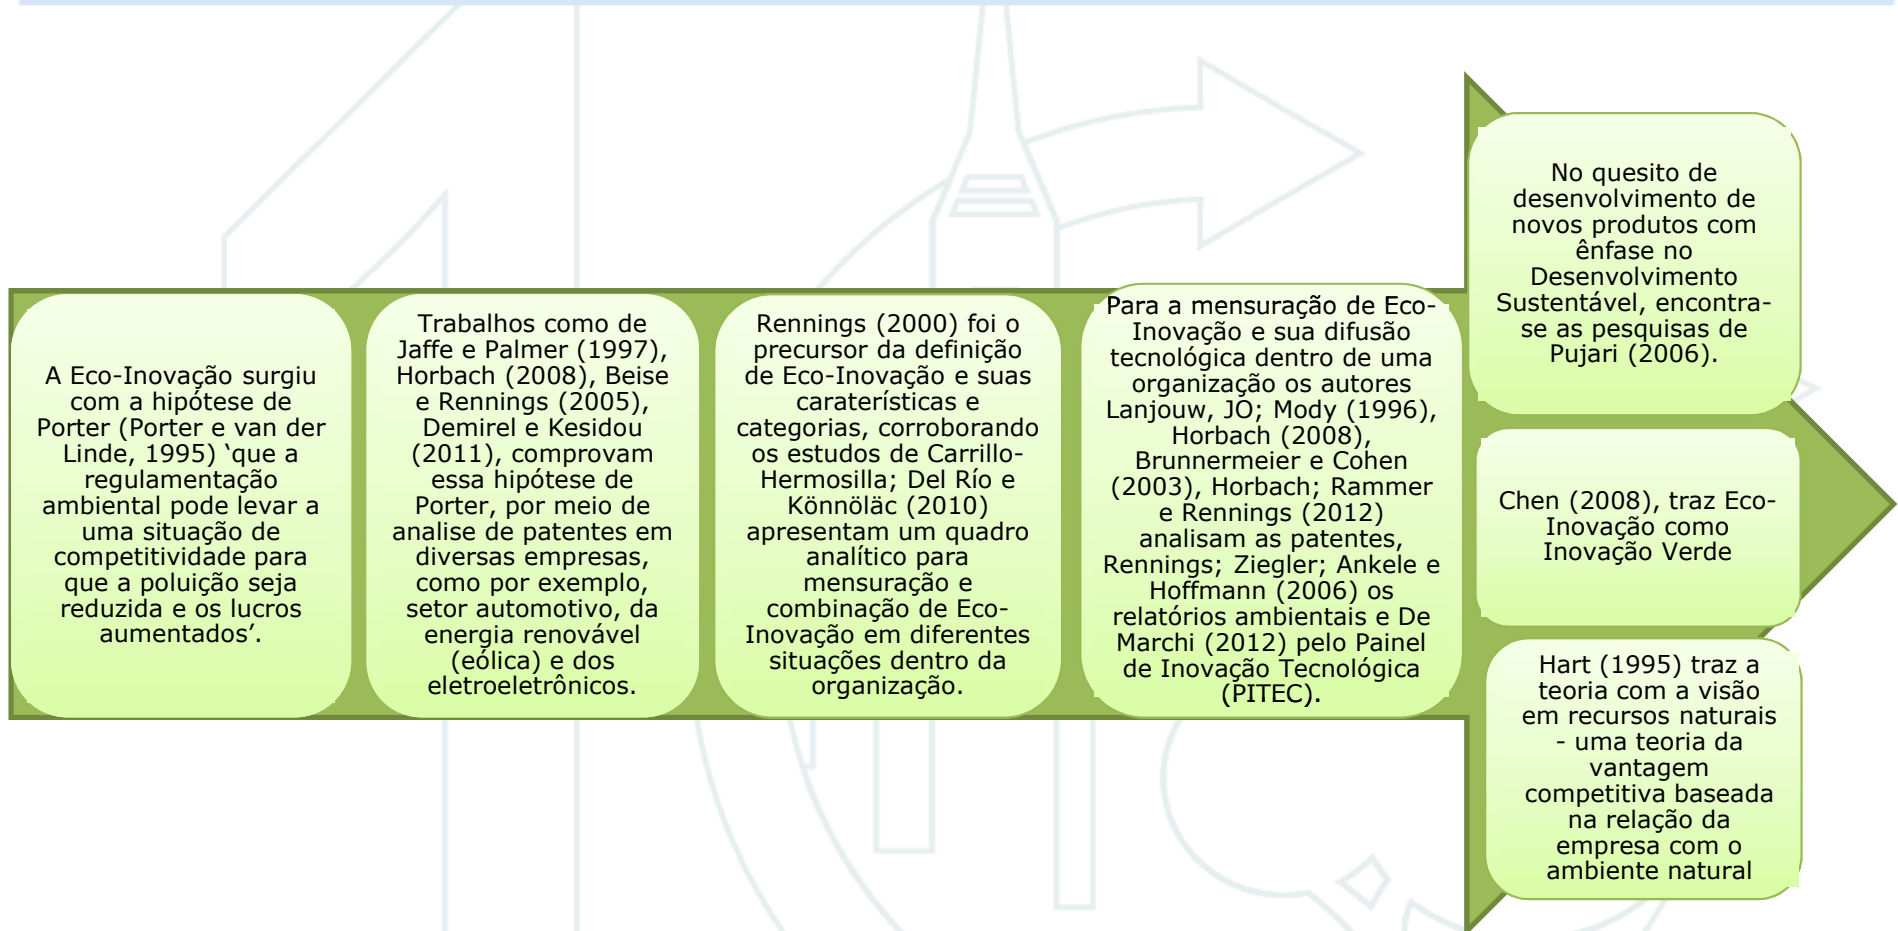 A Eco-Inovação surgiu
com a hipótese de
Porter (Porter e van der
Linde, 1995) ‘que a
regulamentação
ambiental pode levar a
uma situação de
competitividade para
que a poluição seja
reduzida e os lucros
aumentados’.
Trabalhos como de
Jaffe e Palmer (1997),
Horbach (2008), Beise
e Rennings (2005),
Demirel e Kesidou
(2011), comprovam
essa hipótese de
Porter, por meio de
analise de patentes em
diversas empresas,
como por exemplo,
setor automotivo, da
energia renovável
(eólica) e dos
eletroeletrônicos.
Rennings (2000) foi o
precursor da definição
de Eco-Inovação e suas
caraterísticas e
categorias, corroborando
os estudos de Carrillo-
Hermosilla; Del Río e
Könnöläc (2010)
apresentam um quadro
analítico para
mensuração e
combinação de Eco-
Inovação em diferentes
situações dentro da
organização.
Para a mensuração de Eco-
Inovação e sua difusão
tecnológica dentro de uma
organização os autores
Lanjouw, JO; Mody (1996),
Horbach (2008),
Brunnermeier e Cohen
(2003), Horbach; Rammer
e Rennings (2012)
analisam as patentes,
Rennings; Ziegler; Ankele e
Hoffmann (2006) os
relatórios ambientais e De
Marchi (2012) pelo Painel
de Inovação Tecnológica
(PITEC).
No quesito de
desenvolvimento de
novos produtos com
ênfase no
Desenvolvimento
Sustentável, encontra-
se as pesquisas de
Pujari (2006).
Chen (2008), traz Eco-
Inovação como
Inovação Verde
Hart (1995) traz a
teoria com a visão
em recursos naturais
- uma teoria da
vantagem
competitiva baseada
na relação da
empresa com o
ambiente natural